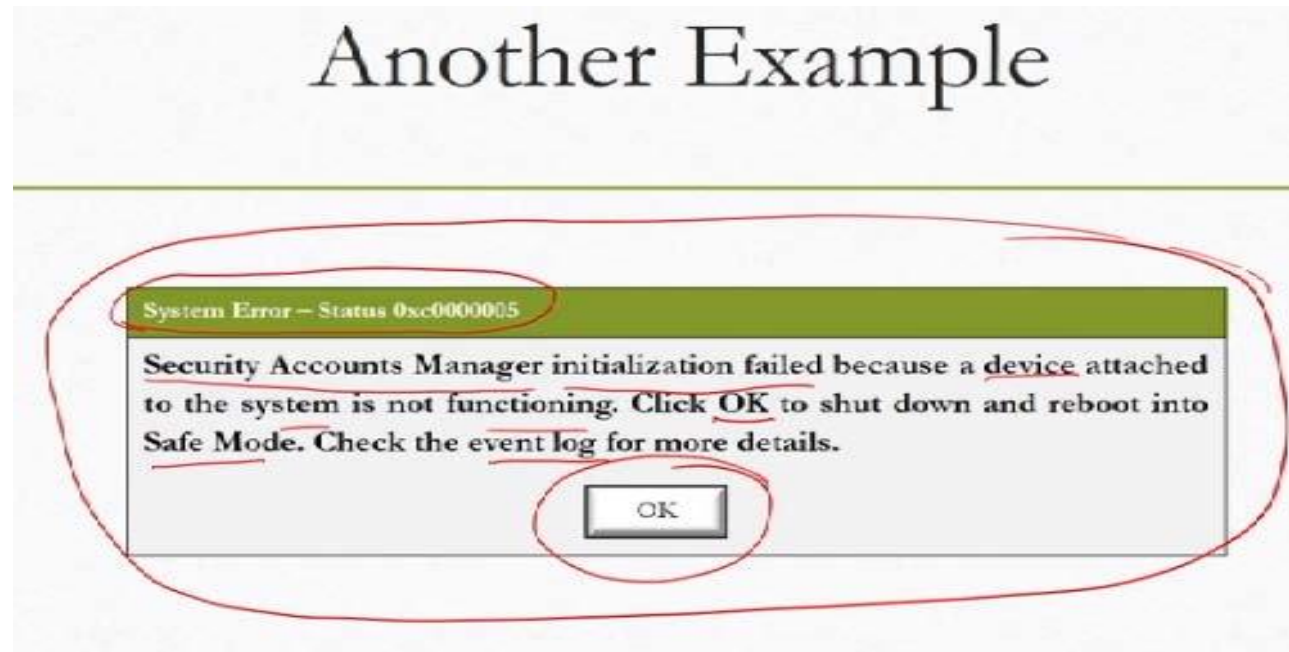 Another Example
System Error – Status 0xc0000005
Security Accounts Manager initialization failed because a device attached
to the system is not functioning. Click OK to shut down and reboot into
Safe Mode. Check the event log for more details.
OK